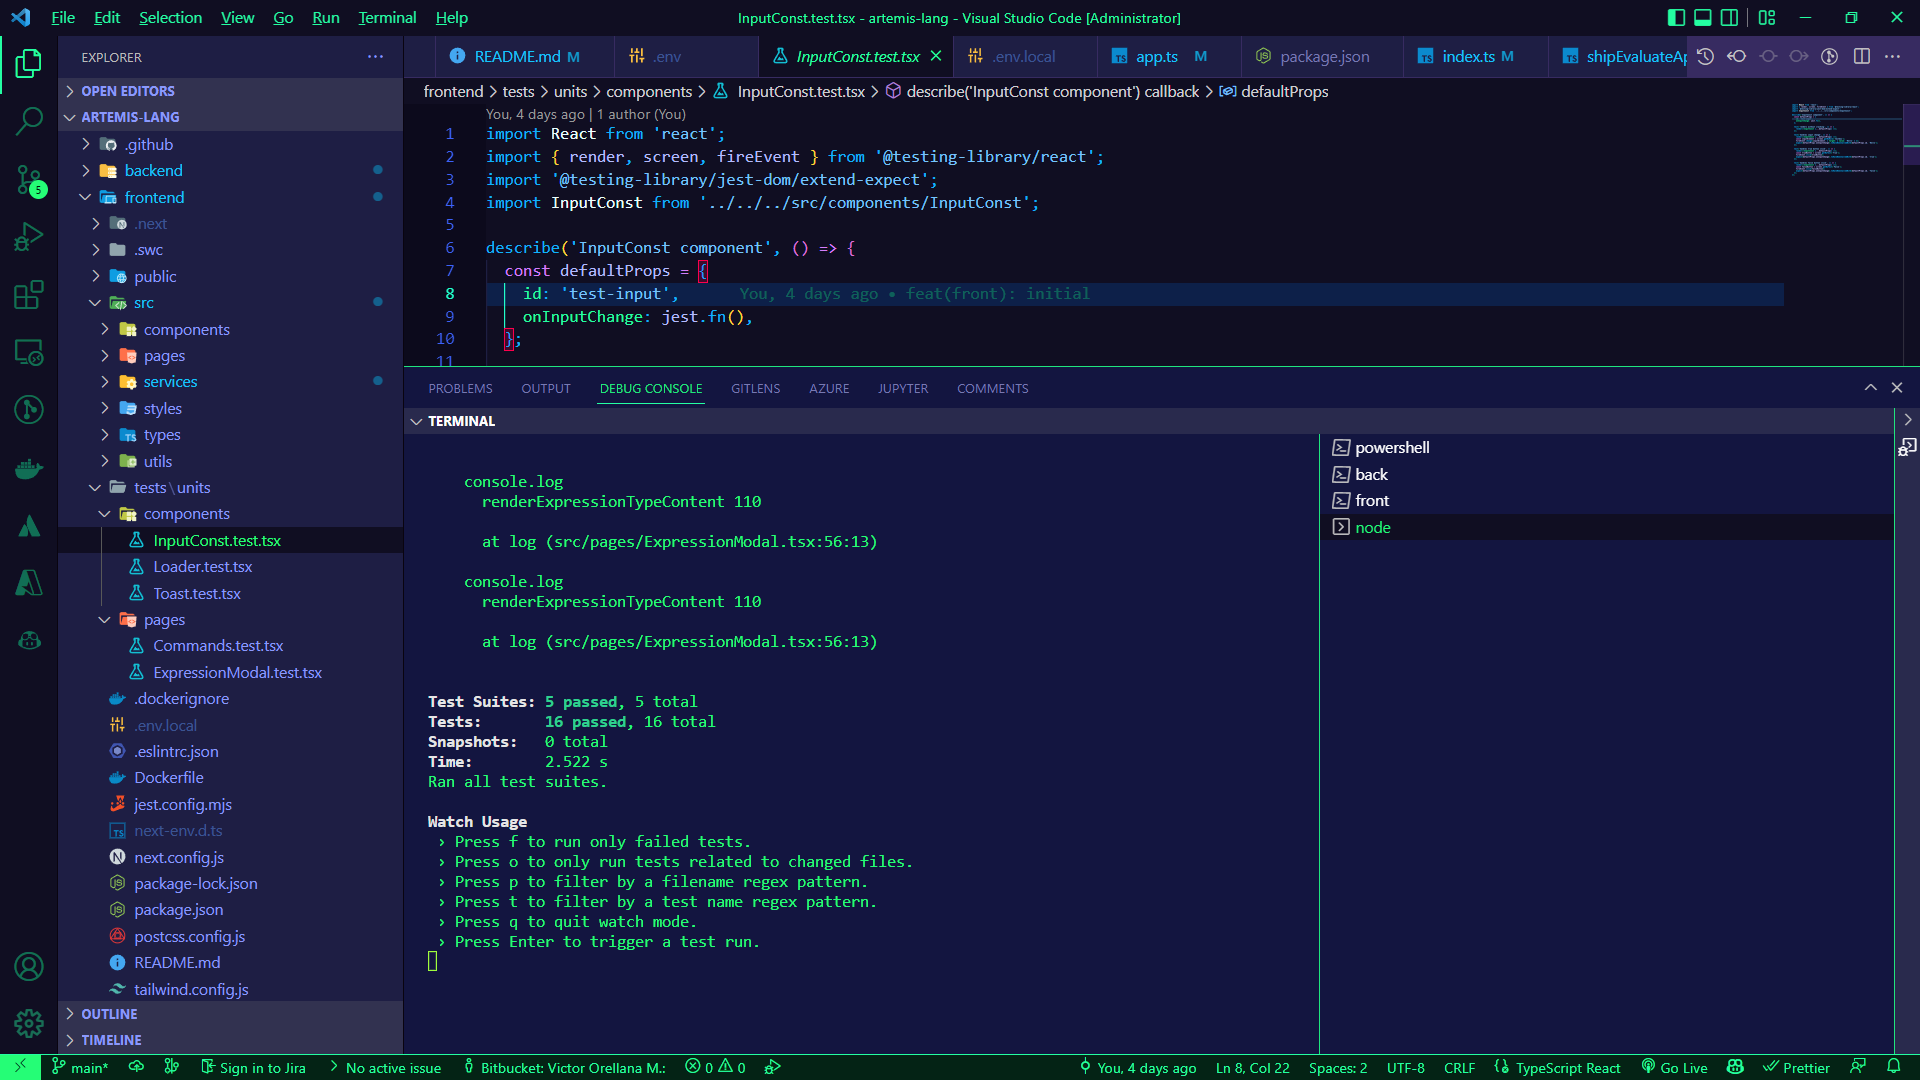 File Edit Selection View Go Run Terminal Help
InputConst.test.tsx - artemis-lang - Visual Studio Code [Administrator]
EXPLORER
OPEN EDITORS
ARTEMIS-LANG
.github
backend
frontend
.next
.swc
public
src
components
pages
services
styles
types
utils
tests\units
components
InputConst.test.tsx
Loader.test.tsx
Toast.test.tsx
pages
Commands.test.tsx
ExpressionModal.test.tsx
.dockerignore
.env.local
.eslintrc.json
Dockerfile
jest.config.mjs
next-env.d.ts
next.config.js
package-lock.json
package.json
postcss.config.js
README.md
tailwind.config.js
OUTLINE
TIMELINE
5
README.md M
.env
InputConst.test.tsx
.env.local
app.ts M
package.json
index.ts M
shipEvaluateAp
frontend > tests > units > components > InputConst.test.tsx > describe('InputConst component') callback > defaultProps
You, 4 days ago | 1 author (You)
1 import React from 'react';
2 import { render, screen, fireEvent } from '@testing-library/react';
3 import '@testing-library/jest-dom/extend-expect';
4 import InputConst from '../../../src/components/InputConst';
5
6 describe('InputConst component', () => {
7 const defaultProps = {
8 id: 'test-input', You, 4 days ago • feat(front): initial
9 onInputChange: jest.fn(),
10 };
11
PROBLEMS OUTPUT DEBUG CONSOLE GITLENS AZURE JUPYTER COMMENTS
TERMINAL
console.log
renderExpressionTypeContent 110
at log (src/pages/ExpressionModal.tsx:56:13)
console.log
renderExpressionTypeContent 110
at log (src/pages/ExpressionModal.tsx:56:13)
Test Suites: 5 passed, 5 total
Tests: 16 passed, 16 total
Snapshots: 0 total
Time: 2.522 s
Ran all test suites.
Watch Usage
› Press f to run only failed tests.
› Press o to only run tests related to changed files.
› Press p to filter by a filename regex pattern.
› Press t to filter by a test name regex pattern.
› Press q to quit watch mode.
› Press Enter to trigger a test run.
powershell
back
front
node
main* Sign in to Jira No active issue Bitbucket: Victor Orellana M.: 0 0 You, 4 days ago Ln 8, Col 22 Spaces: 2 UTF-8 CRLF TypeScript React Go Live Prettier